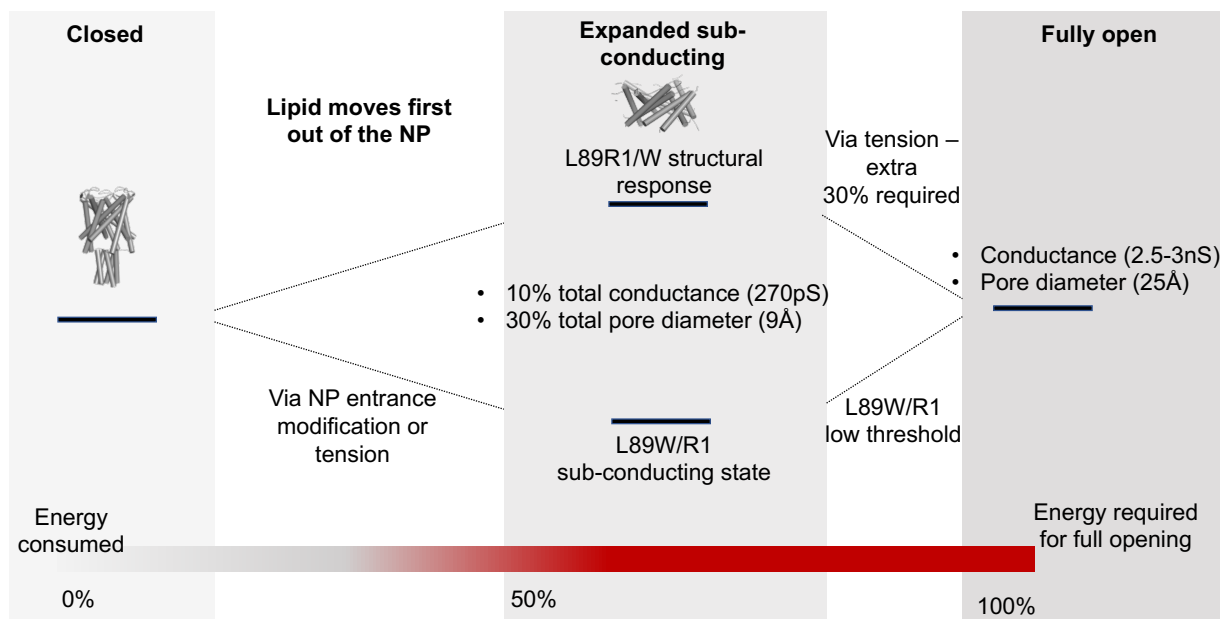 Closed
Expanded sub-
conducting
Fully open
Lipid moves first
out of the NP
L89R1/W structural
response
Via tension –
extra
30% required
• Conductance (2.5-3nS)
• Pore diameter (25Å)
• 10% total conductance (270pS)
• 30% total pore diameter (9Å)
Via NP entrance
modification or
tension
L89W/R1
sub-conducting state
L89W/R1
low threshold
Energy
consumed
Energy required
for full opening
0%
50%
100%